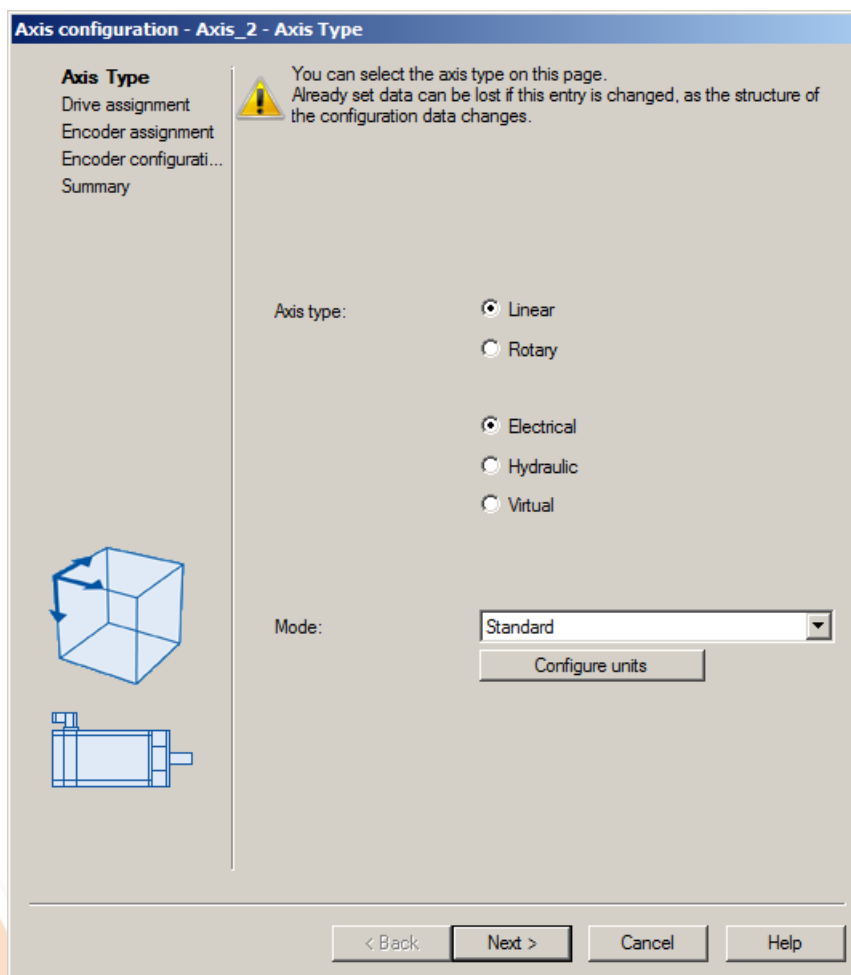 Axis configuration - Axis_2 - Axis Type
Axis Type
Drive assignment
Encoder assignment
Encoder configurati...
Summary
You can select the axis type on this page.
Already set data can be lost if this entry is changed, as the structure of
the configuration data changes.
Axis type:
Linear
Rotary
Electrical
Hydraulic
Virtual
Mode:
Standard
Configure units
< Back
Next >
Cancel
Help